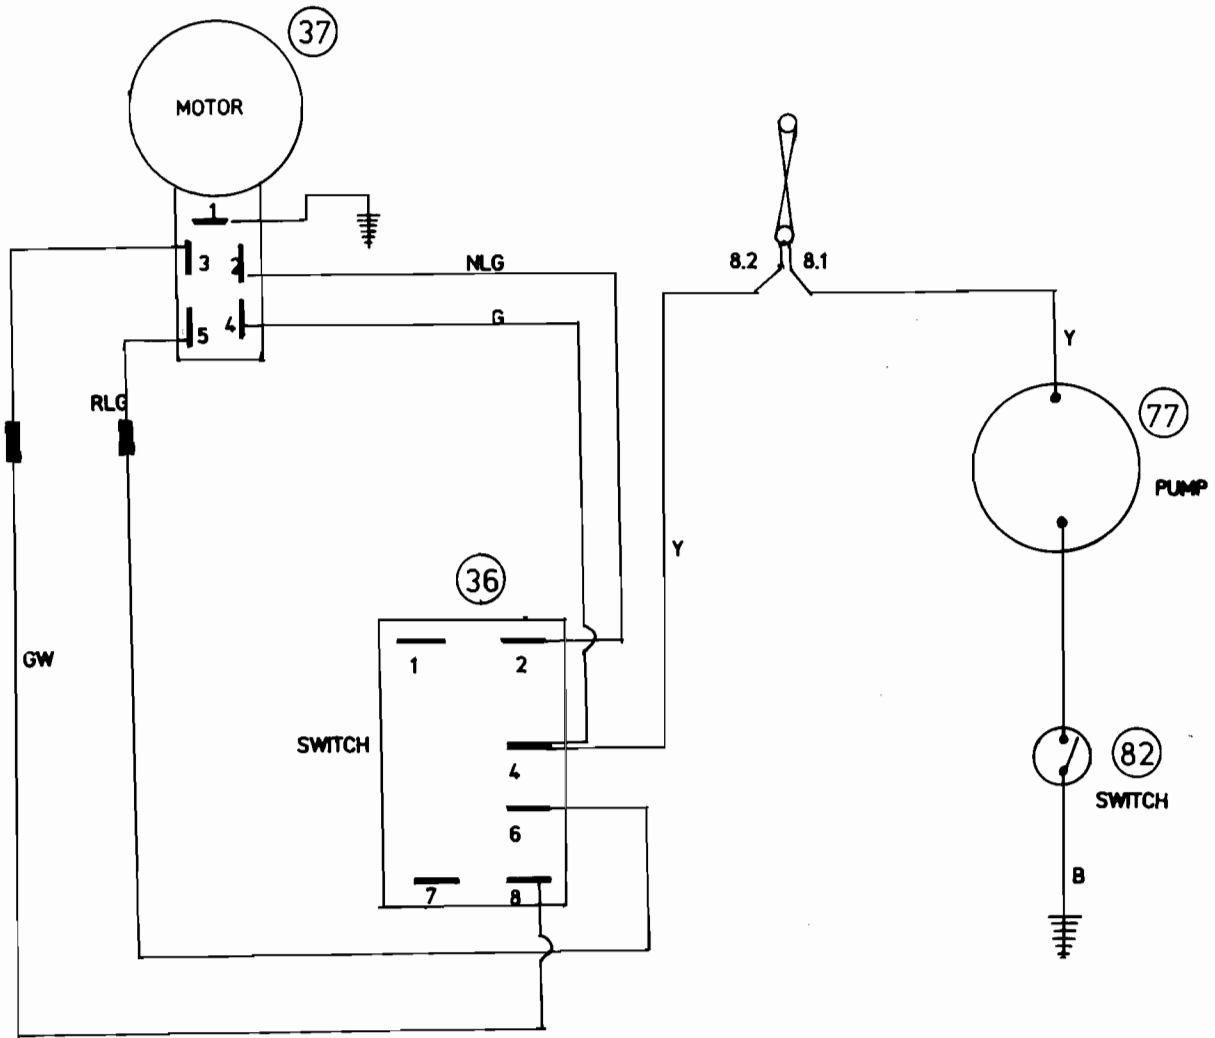 37
MOTOR
1
3 2
NLG
8.2 8.1
G
5 4
Y
RLG
77
PUMP
Y
36
GW
1 2
SWITCH
4
82
SWITCH
6
B
7 8